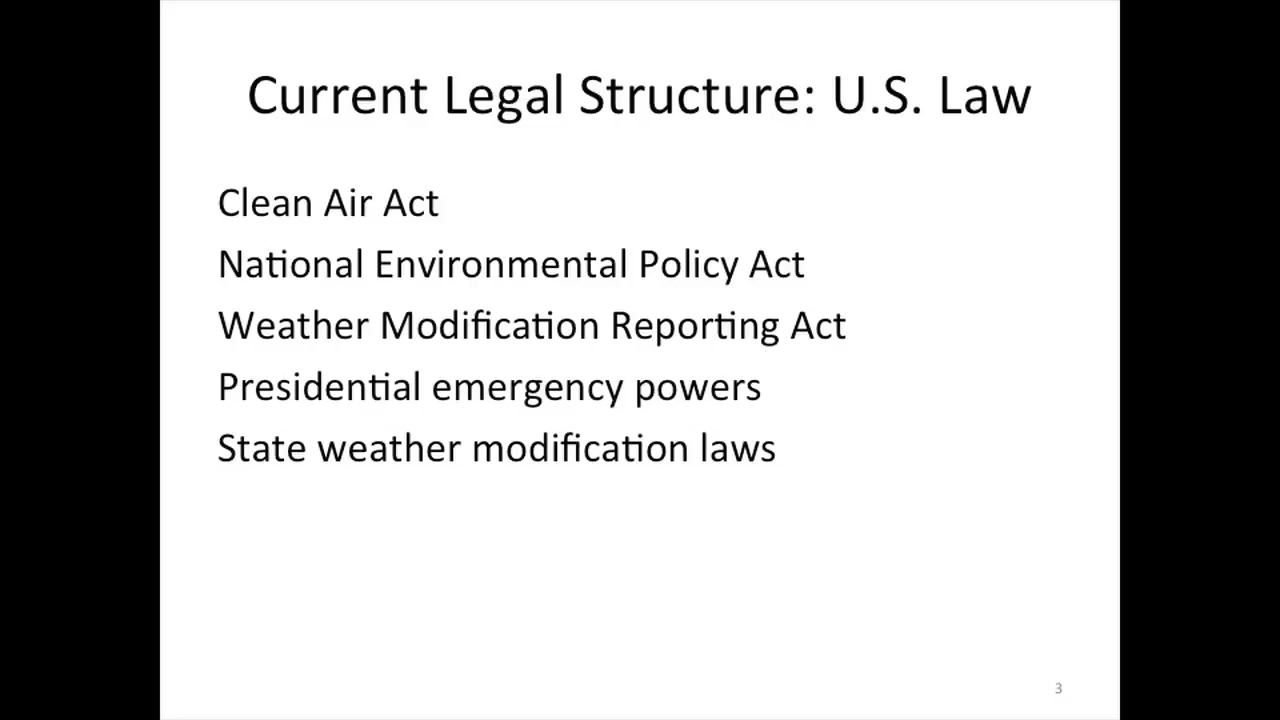 Current Legal Structure: U.S. Law
Clean Air Act
National Environmental Policy Act
Weather Modification Reporting Act
Presidential emergency powers
State weather modification laws
3